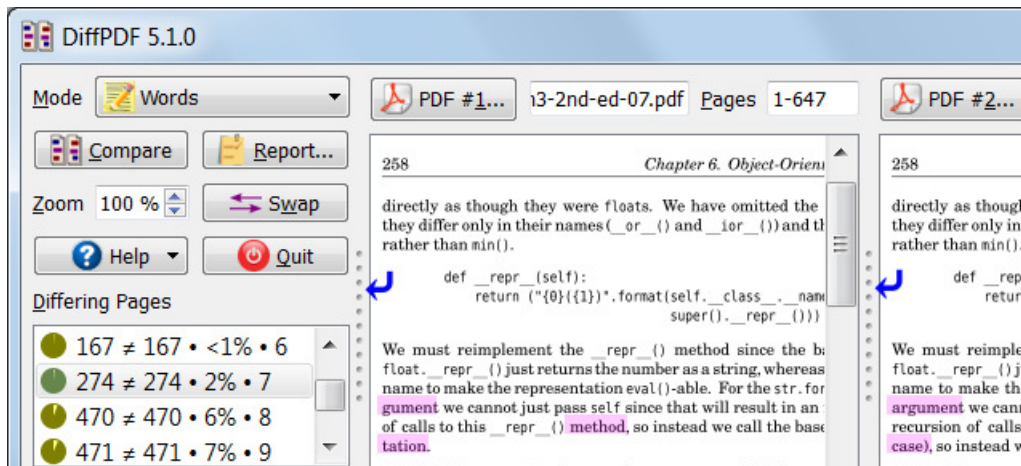 DiffPDF 5.1.0
Mode Words
PDF #1... 13-2nd-ed-07.pdf Pages 1-647
PDF #2...
Compare Report...
Zoom 100 % Swap
Help Quit
Differing Pages
167 ≠ 167 • <1% • 6
274 ≠ 274 • 2% • 7
470 ≠ 470 • 6% • 8
471 ≠ 471 • 7% • 9
258 Chapter 6. Object-Orien
directly as though they were floats. We have omitted the
they differ only in their names (__or__() and __ior__()) and th
rather than min().
def __repr__(self):
return ("{0}({1})".format(self.__class__.__nam
super().__repr__()))
We must reimplement the __repr__() method since the ba
float.__repr__() just returns the number as a string, whereas
name to make the representation eval()-able. For the str.for
gument we cannot just pass self since that will result in an
of calls to this __repr__() method, so instead we call the base
tation.
258
directly as though
they differ only in
rather than min().
def __rep
retur
We must reimple
float.__repr__() j
name to make th
argument we cann
recursion of calls
case), so instead w